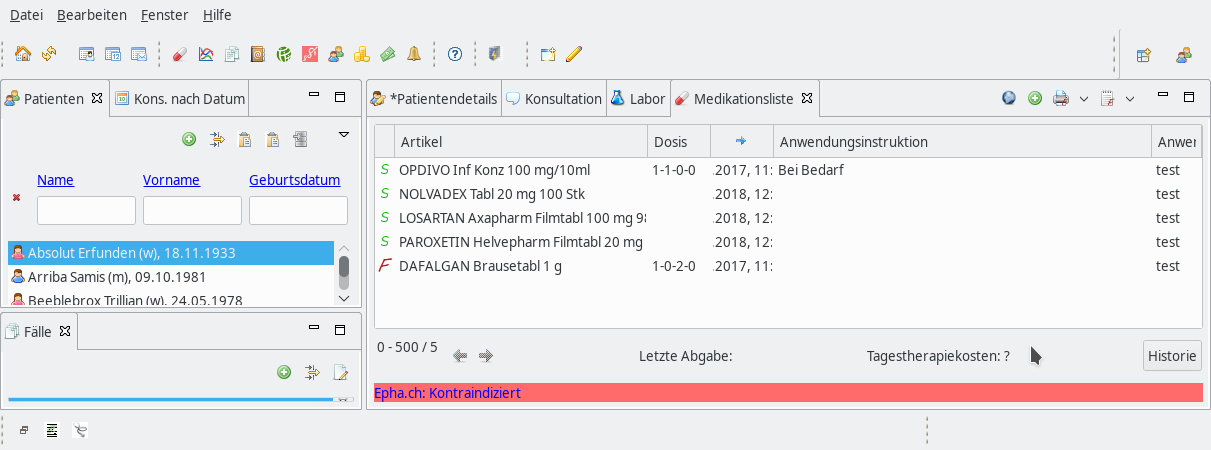 Datei Bearbeiten Fenster Hilfe
Patienten Kons. nach Datum
Name Vorname Geburtsdatum
Absolut Erfunden (w), 18.11.1933
Arriba Samis (m), 09.10.1981
Beeblebrox Trillian (w), 24.05.1978
Fälle
*Patientendetails Konsultation Labor Medikationsliste
Artikel Dosis Anwendungsinstruktion Anwer
S OPDIVO Inf Konz 100 mg/10ml 1-1-0-0 .2017, 11: Bei Bedarf test
S NOLVADEX Tabl 20 mg 100 Stk .2018, 12: test
S LOSARTAN Axapharm Filmtabl 100 mg 98 .2018, 12: test
S PAROXETIN Helvepharm Filmtabl 20 mg .2018, 12: test
F DAFALGAN Brausetabl 1 g 1-0-2-0 .2017, 11: test
0 - 500 / 5 Letzte Abgabe: Tagestherapiekosten: ? Historie
Epha.ch: Kontraindiziert